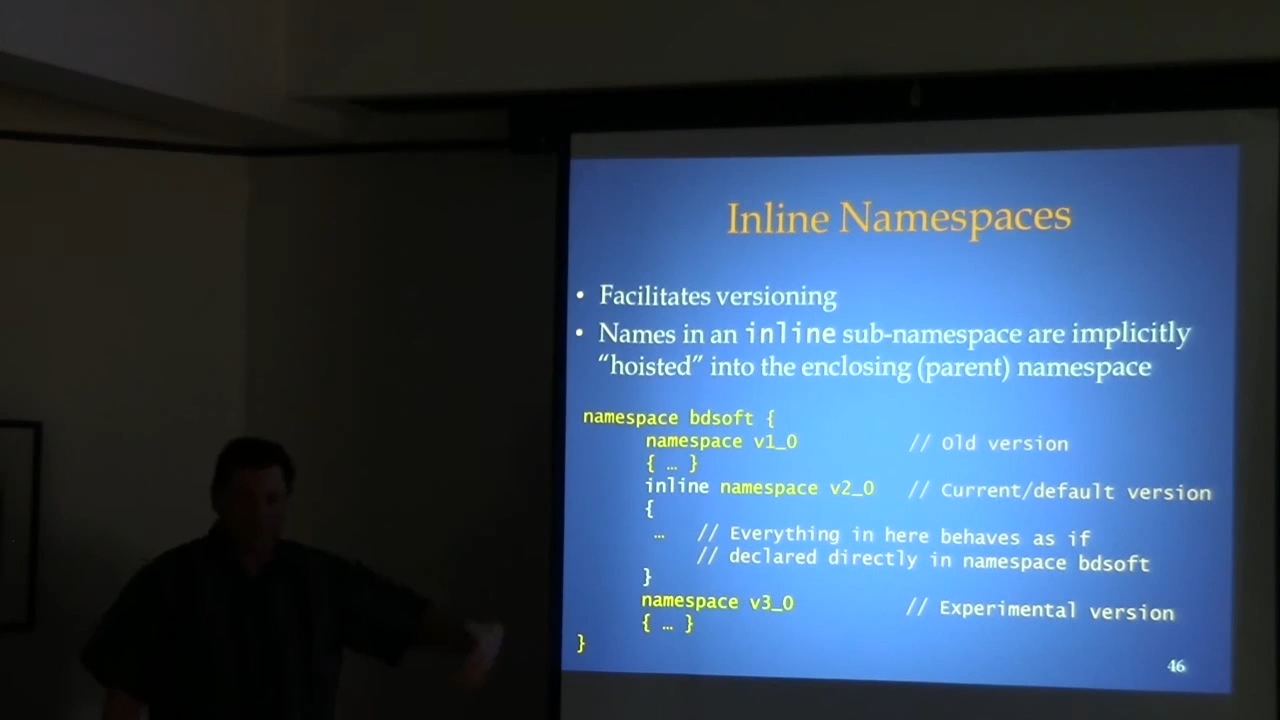 Inline Namespaces
• Facilitates versioning
• Names in an inline sub-namespace are implicitly
“hoisted” into the enclosing (parent) namespace
namespace bdsoft {
namespace v1_0 // Old version
{ … }
inline namespace v2_0 // Current/default version
{
… // Everything in here behaves as if
// declared directly in namespace bdsoft
}
namespace v3_0 // Experimental version
{ … }
}
46